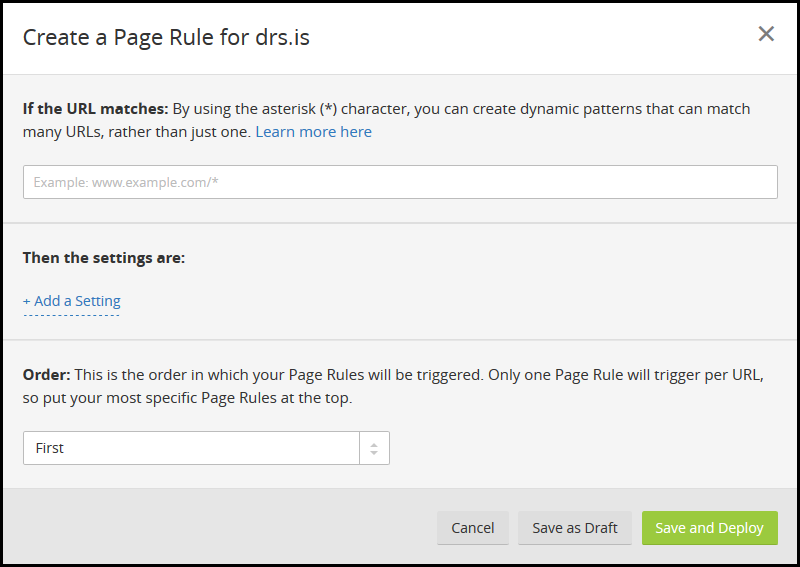 Create a Page Rule for drs.is
If the URL matches: By using the asterisk (*) character, you can create dynamic patterns that can match
many URLs, rather than just one. Learn more here
Example: www.example.com/*
Then the settings are:
+ Add a Setting
Order: This is the order in which your Page Rules will be triggered. Only one Page Rule will trigger per URL,
so put your most specific Page Rules at the top.
First
Cancel Save as Draft Save and Deploy